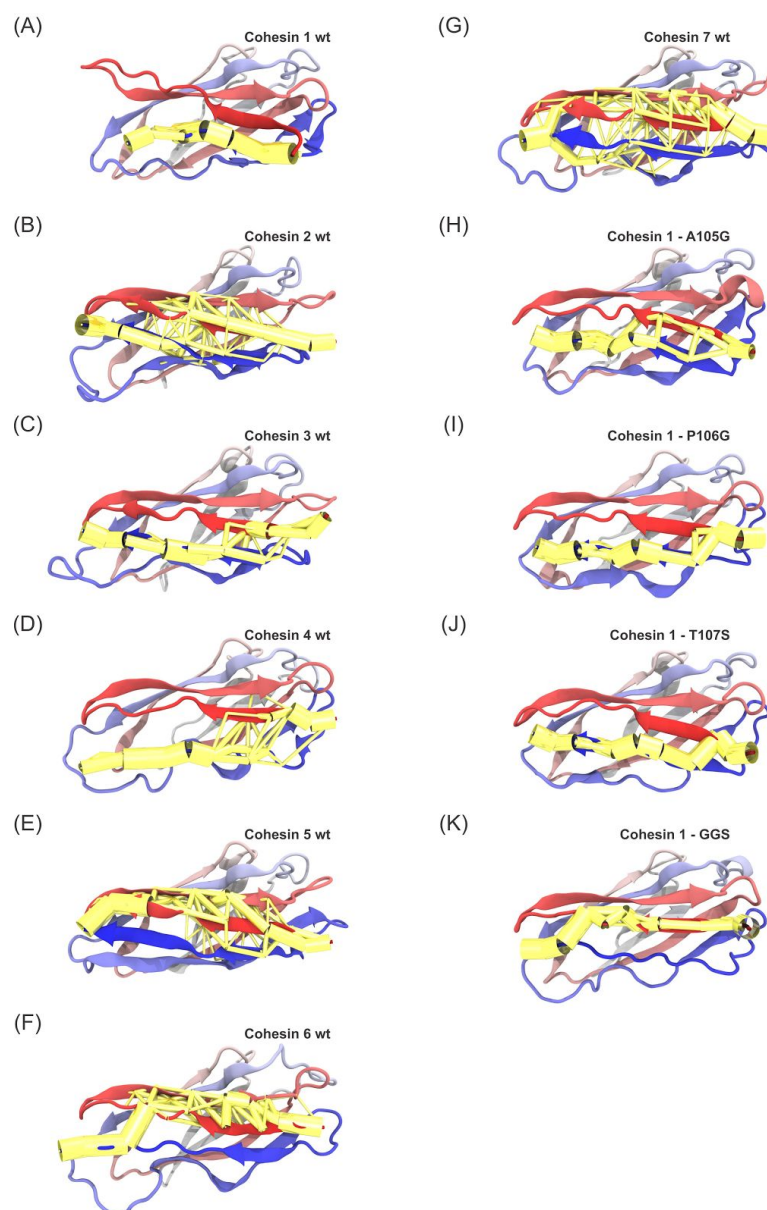 (A)
Cohesin 1 wt
(B)
Cohesin 2 wt
(C)
Cohesin 3 wt
(D)
Cohesin 4 wt
(E)
Cohesin 5 wt
(F)
Cohesin 6 wt
(G)
Cohesin 7 wt
(H)
Cohesin 1 - A105G
(I)
Cohesin 1 - P106G
(J)
Cohesin 1 - T107S
(K)
Cohesin 1 - GGS